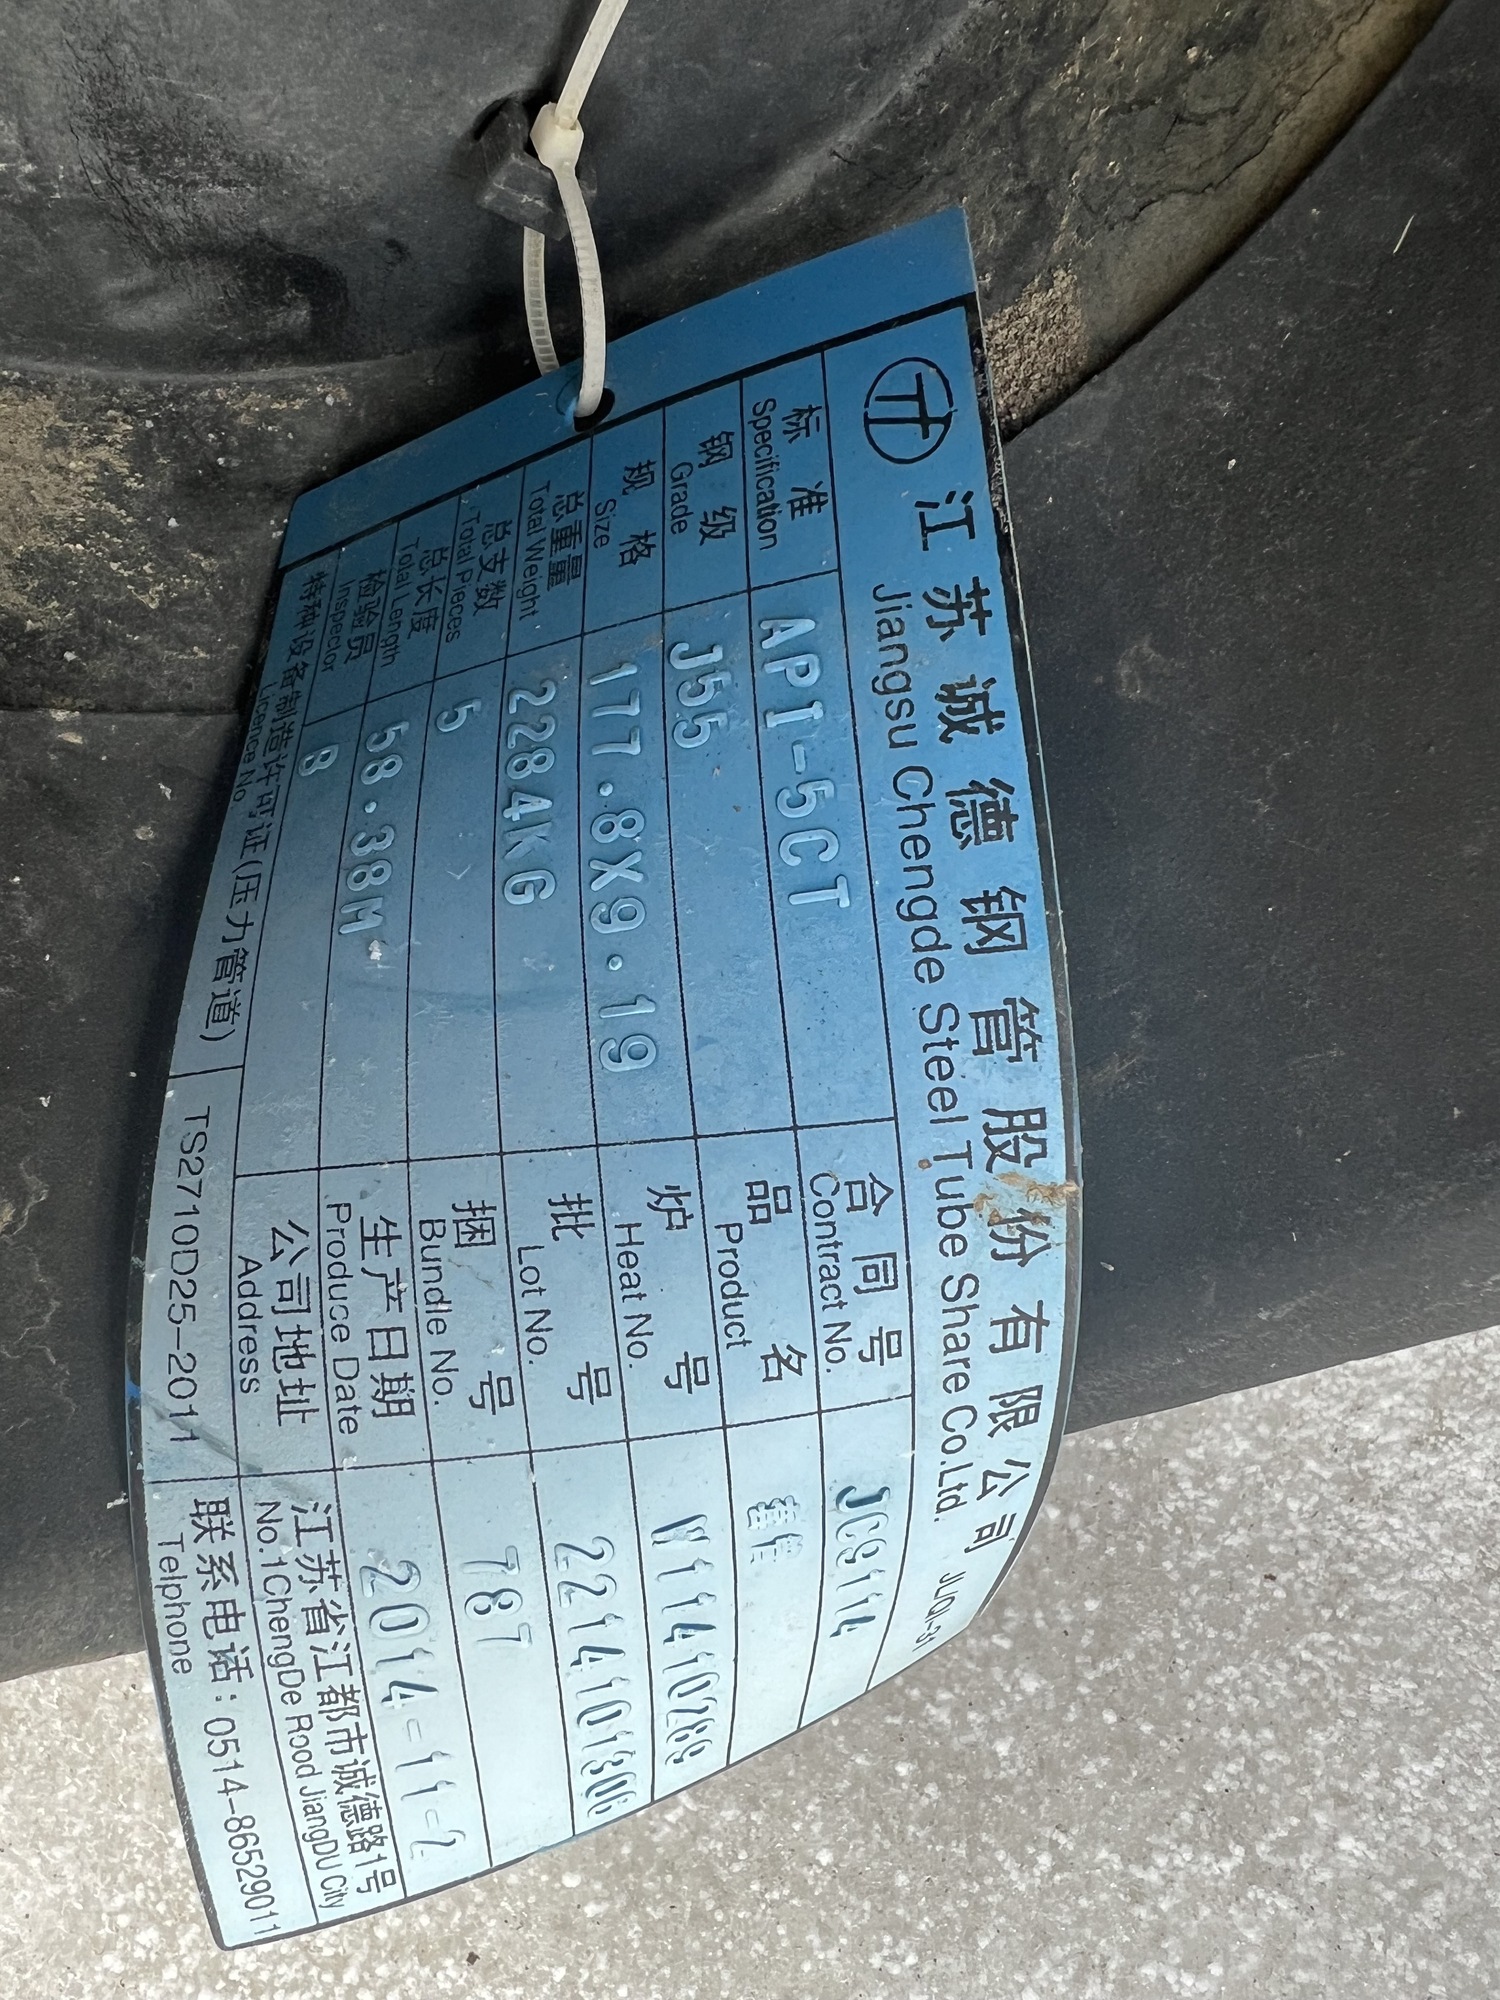 江苏诚德钢管股份有限公司
Jiangsu Chengde Steel Tube Share Co.Ltd. JL/QI-31
标准 Specification API-5CT 合同号 Contract No. JC9114
钢级 Grade J55 品名 Product 套管
规格 Size 177.8X9.19 炉号 Heat No. W11410289
总重量 Total Weight 2284KG 批号 Lot No.
总支数 Total Pieces 5 捆号 Bundle No. 787
总长度 Total Length 58.38M 生产日期 Produce Date 2014-11-2
检验员 Inspector B 公司地址 Address 江苏省江都市诚德路1号
No.1ChengDe Rood JiangDU City
特种设备制造许可证(压力管道) TS2710D25-2011 联系电话:0514-86529011
Licence No Telphone